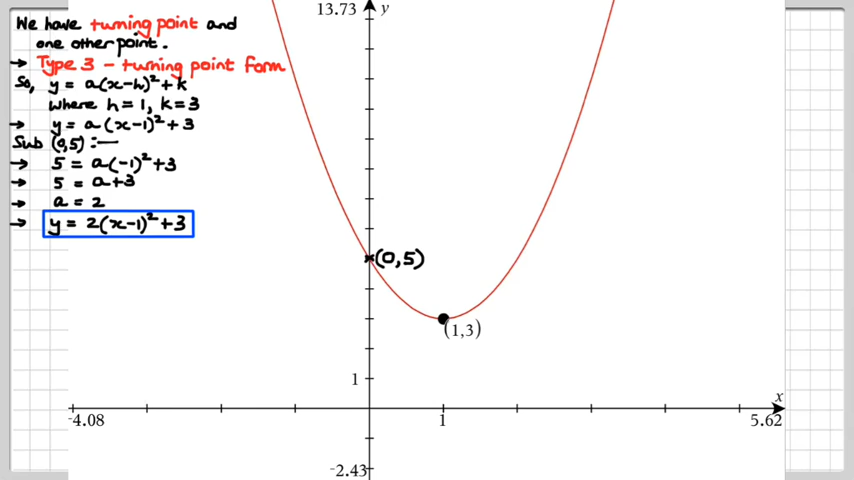 We have turning point and
one other point.
→ Type 3 - turning point form
So, y = a(x-h)²+k
where h=1, k=3
→ y = a(x-1)²+3
Sub (0,5) :-
→ 5 = a(-1)²+3
→ 5 = a+3
→ a = 2
→ y = 2(x-1)²+3
13.73
y
(0,5)
(1,3)
1
x
-4.08
1
5.62
-2.43